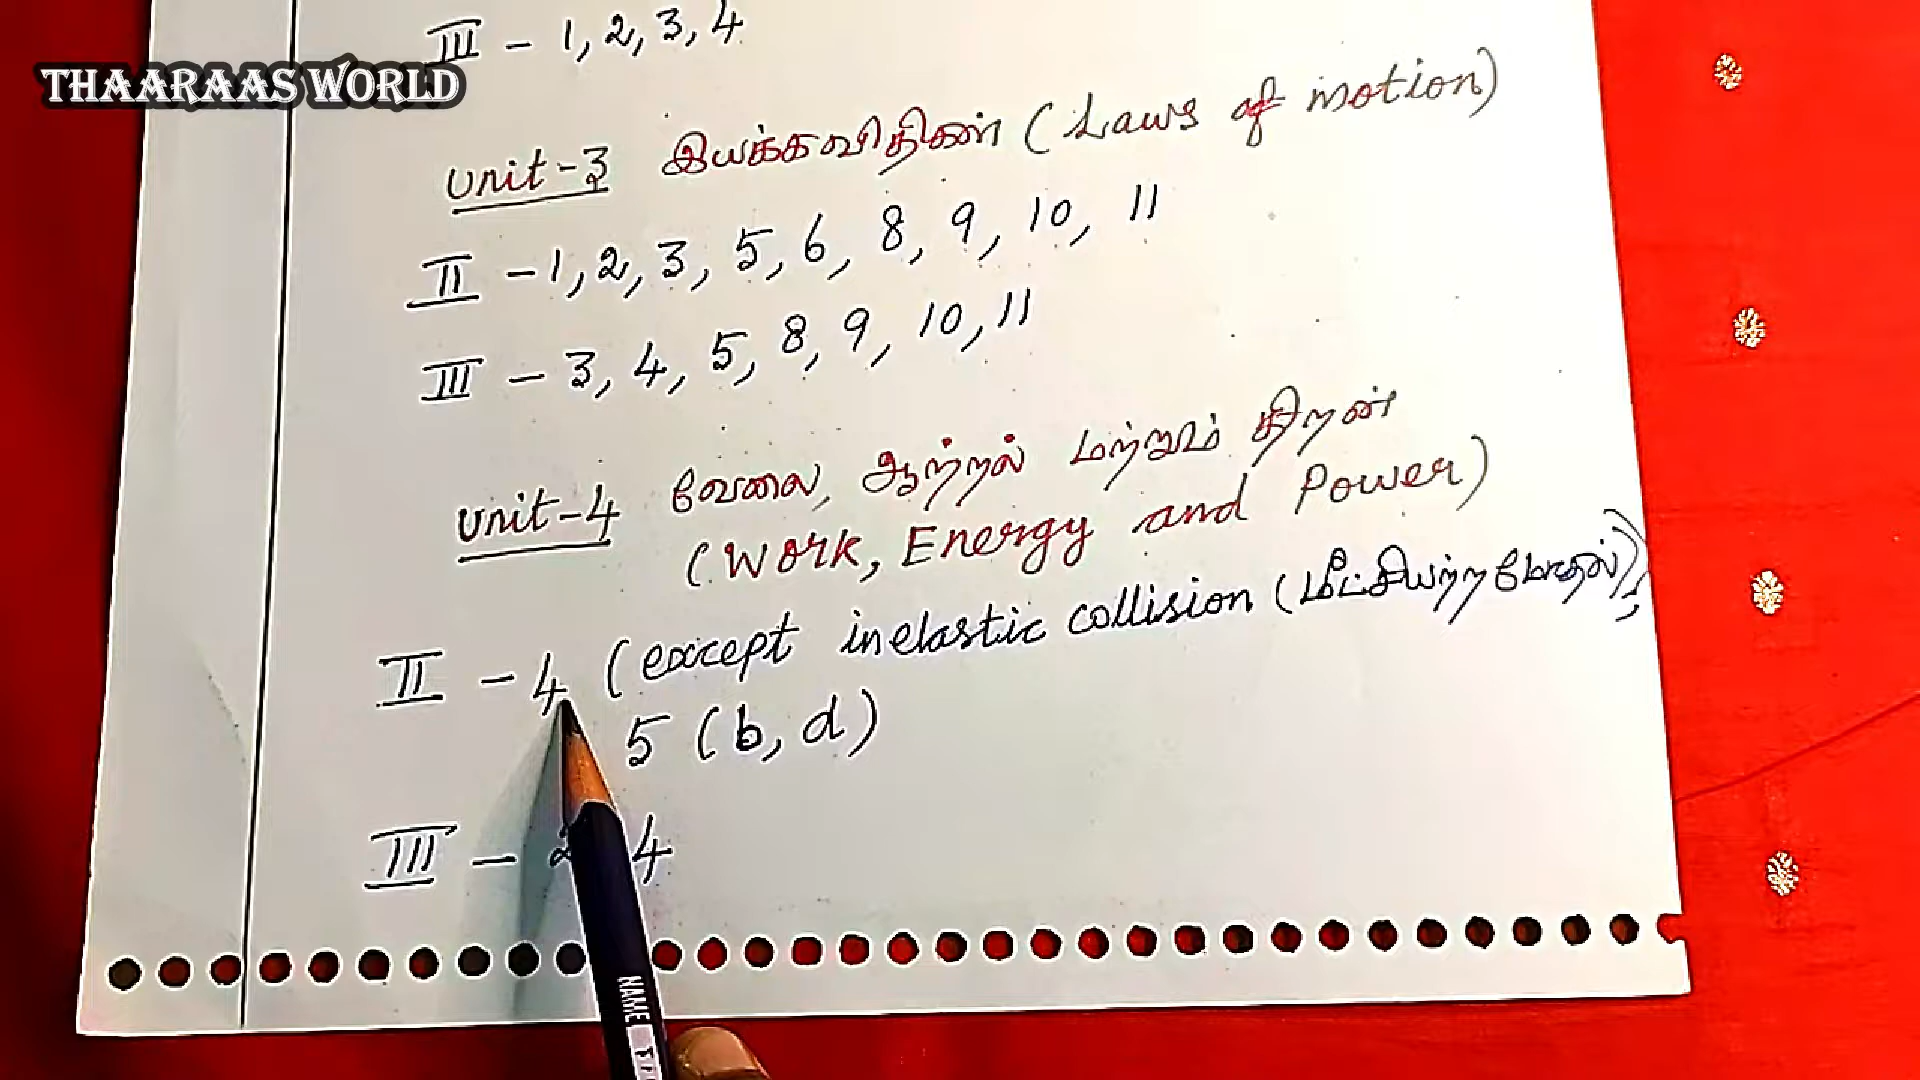 THAARAAS WORLD
III - 1, 2, 3, 4
Unit-3 இயக்கவிதிகள் (Laws of motion)
II - 1, 2, 3, 5, 6, 8, 9, 10, 11
III - 3, 4, 5, 8, 9, 10, 11
Unit-4 வேலை, ஆற்றல் மற்றும் திறன்
(Work, Energy and Power)
II - 4 (except inelastic collision (மீட்சியற்ற மோதல்)),
5 (b, d)
III - 4
NAME